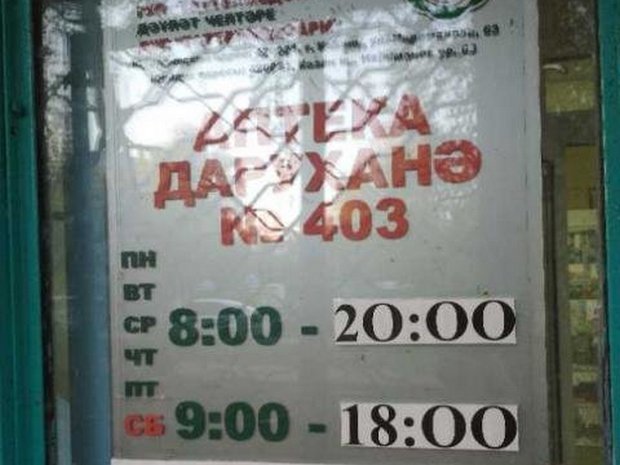 ДӘҮЛӘТ ЧЕЛТӘРЕ
АПТЕКА
ДАРУХАНӘ
№ 403
ПН
ВТ
СР 8:00 - 20:00
ЧТ
ПТ
СБ 9:00 - 18:00